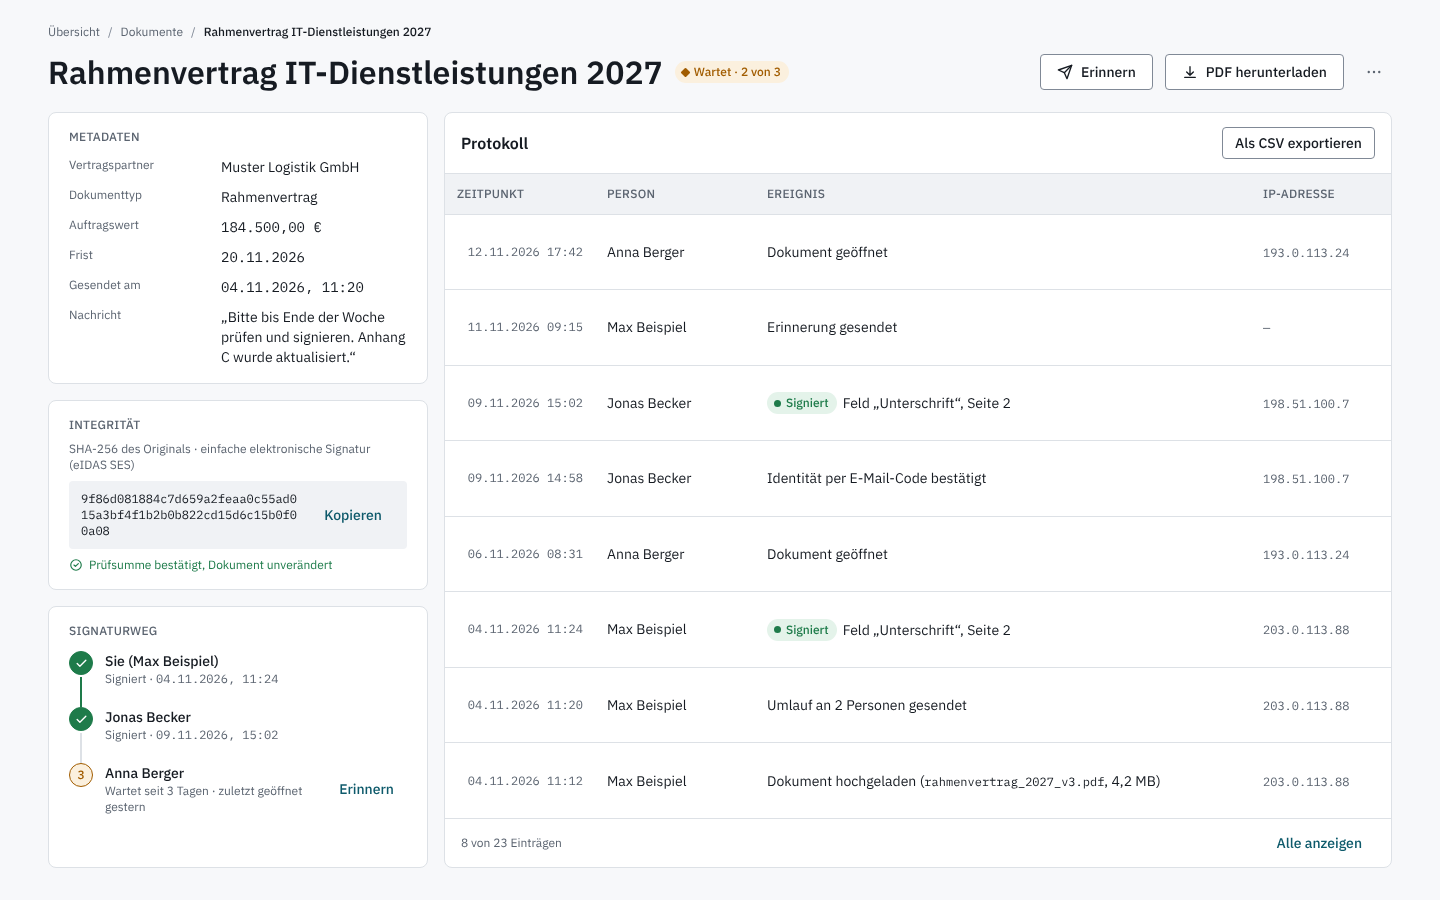 Übersicht / Dokumente / Rahmenvertrag IT-Dienstleistungen 2027
Rahmenvertrag IT-Dienstleistungen 2027
Wartet · 2 von 3
Erinnern
PDF herunterladen
METADATEN
Vertragspartner Muster Logistik GmbH
Dokumenttyp Rahmenvertrag
Auftragswert 184.500,00 €
Frist 20.11.2026
Gesendet am 04.11.2026, 11:20
Nachricht „Bitte bis Ende der Woche
prüfen und signieren. Anhang
C wurde aktualisiert.“
INTEGRITÄT
SHA-256 des Originals · einfache elektronische Signatur
(eIDAS SES)
9f86d081884c7d659a2feaa0c55ad0
15a3bf4f1b2b0b822cd15d6c15b0f0
0a08
Kopieren
Prüfsumme bestätigt, Dokument unverändert
SIGNATURWEG
Sie (Max Beispiel)
Signiert · 04.11.2026, 11:24
Jonas Becker
Signiert · 09.11.2026, 15:02
3 Anna Berger
Wartet seit 3 Tagen · zuletzt geöffnet
gestern
Erinnern
Protokoll
Als CSV exportieren
ZEITPUNKT PERSON EREIGNIS IP-ADRESSE
12.11.2026 17:42 Anna Berger Dokument geöffnet 193.0.113.24
11.11.2026 09:15 Max Beispiel Erinnerung gesendet –
09.11.2026 15:02 Jonas Becker Signiert Feld „Unterschrift“, Seite 2 198.51.100.7
09.11.2026 14:58 Jonas Becker Identität per E-Mail-Code bestätigt 198.51.100.7
06.11.2026 08:31 Anna Berger Dokument geöffnet 193.0.113.24
04.11.2026 11:24 Max Beispiel Signiert Feld „Unterschrift“, Seite 2 203.0.113.88
04.11.2026 11:20 Max Beispiel Umlauf an 2 Personen gesendet 203.0.113.88
04.11.2026 11:12 Max Beispiel Dokument hochgeladen (rahmenvertrag_2027_v3.pdf, 4,2 MB) 203.0.113.88
8 von 23 Einträgen
Alle anzeigen